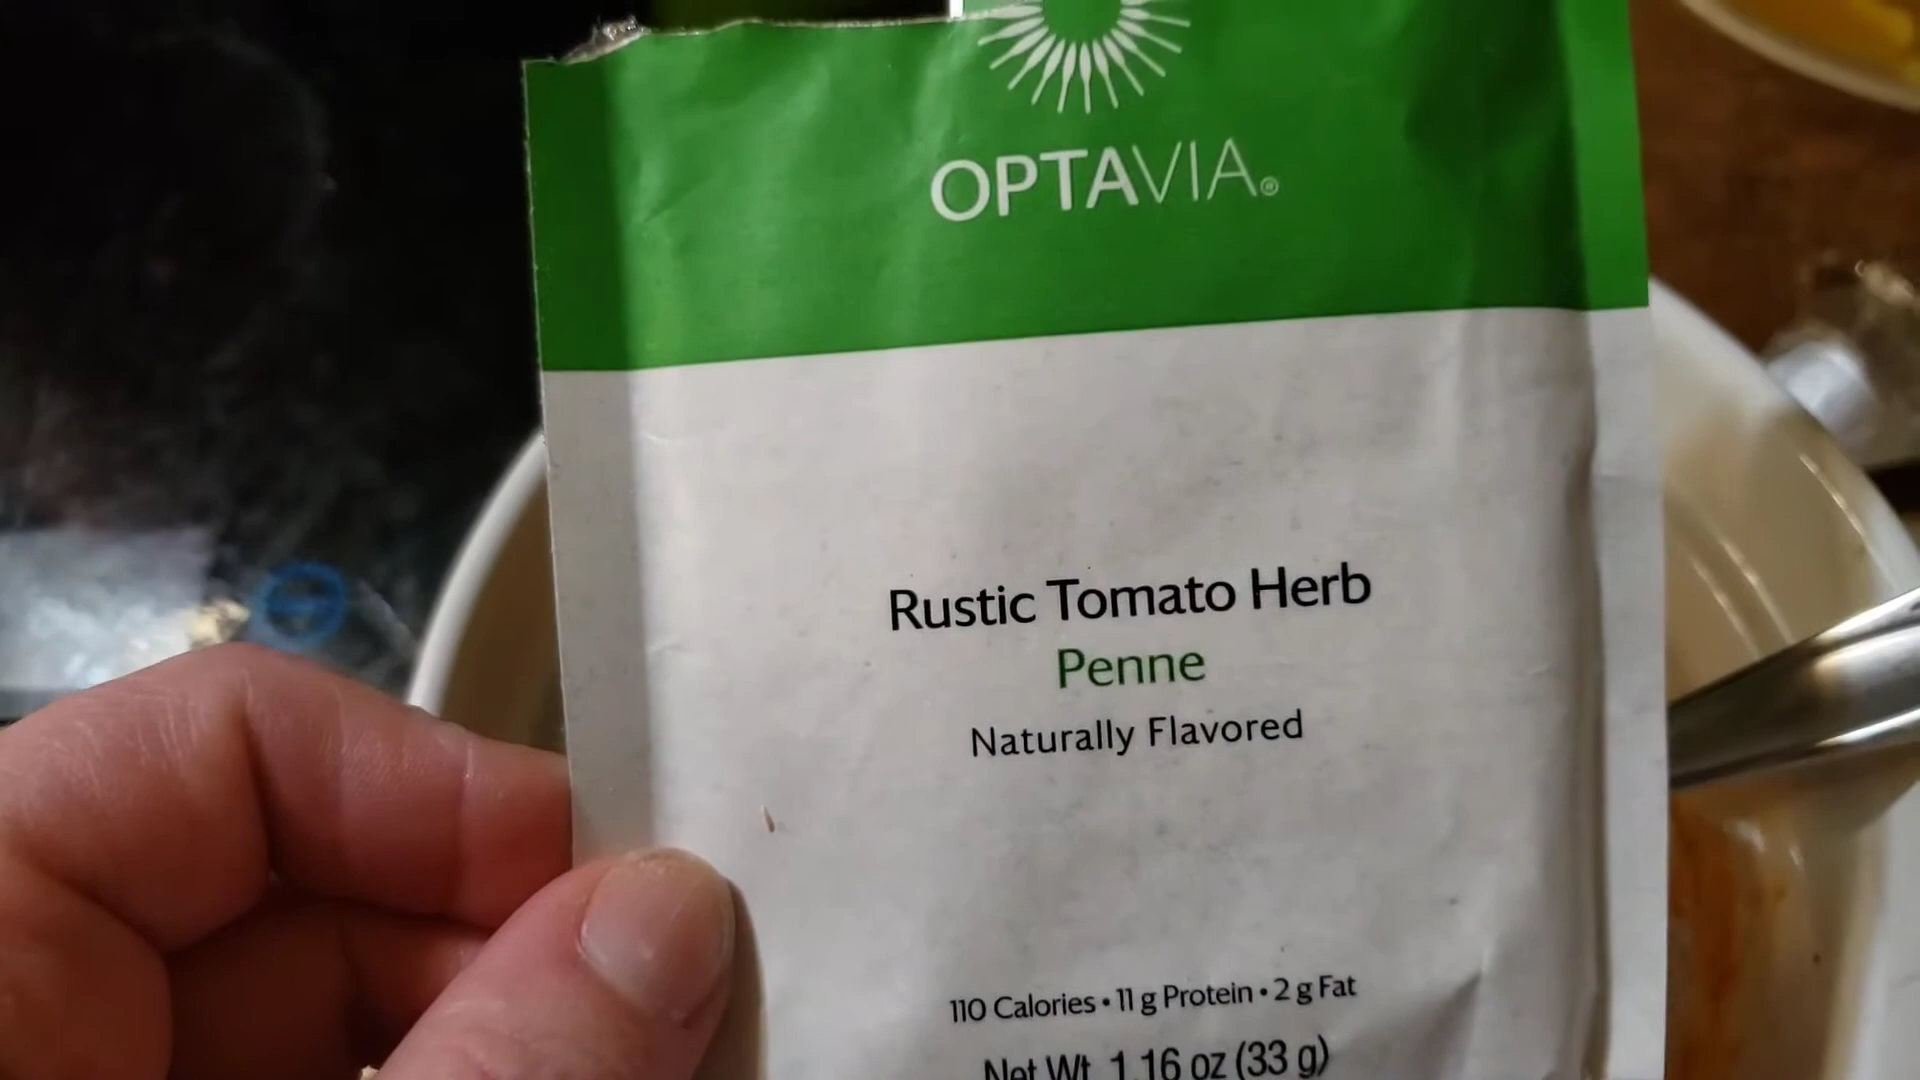 OPTAVIA®
Rustic Tomato Herb
Penne
Naturally Flavored
110 Calories • 11 g Protein • 2 g Fat
Net Wt. 1.16 oz (33 g)